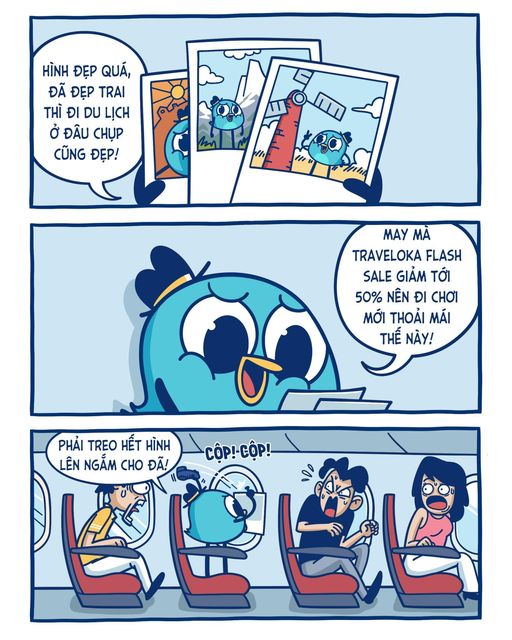 HÌNH ĐẸP QUÁ,
ĐÃ ĐẸP TRAI
THÌ ĐI DU LỊCH
Ở ĐÂU CHỤP
CŨNG ĐẸP!
MAY MÀ
TRAVELOKA FLASH
SALE GIẢM TỚI
50% NÊN ĐI CHƠI
MỚI THOẢI MÁI
THẾ NÀY!
PHẢI TREO HẾT HÌNH
LÊN NGẮM CHO ĐÃ!
CỘP! CỘP!